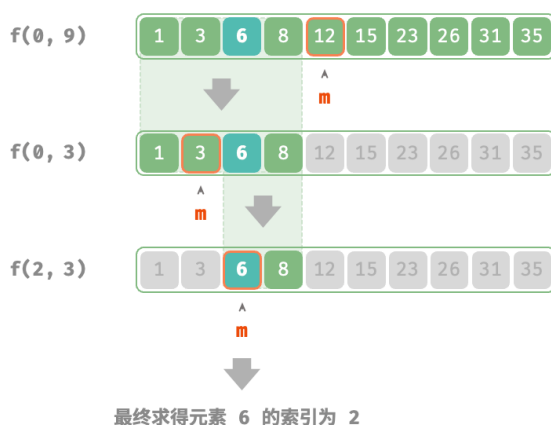 f(0, 9) 1 3 6 8 12 15 23 26 31 35
m
f(0, 3) 1 3 6 8 12 15 23 26 31 35
m
f(2, 3) 1 3 6 8 12 15 23 26 31 35
m
最终求得元素 6 的索引为 2